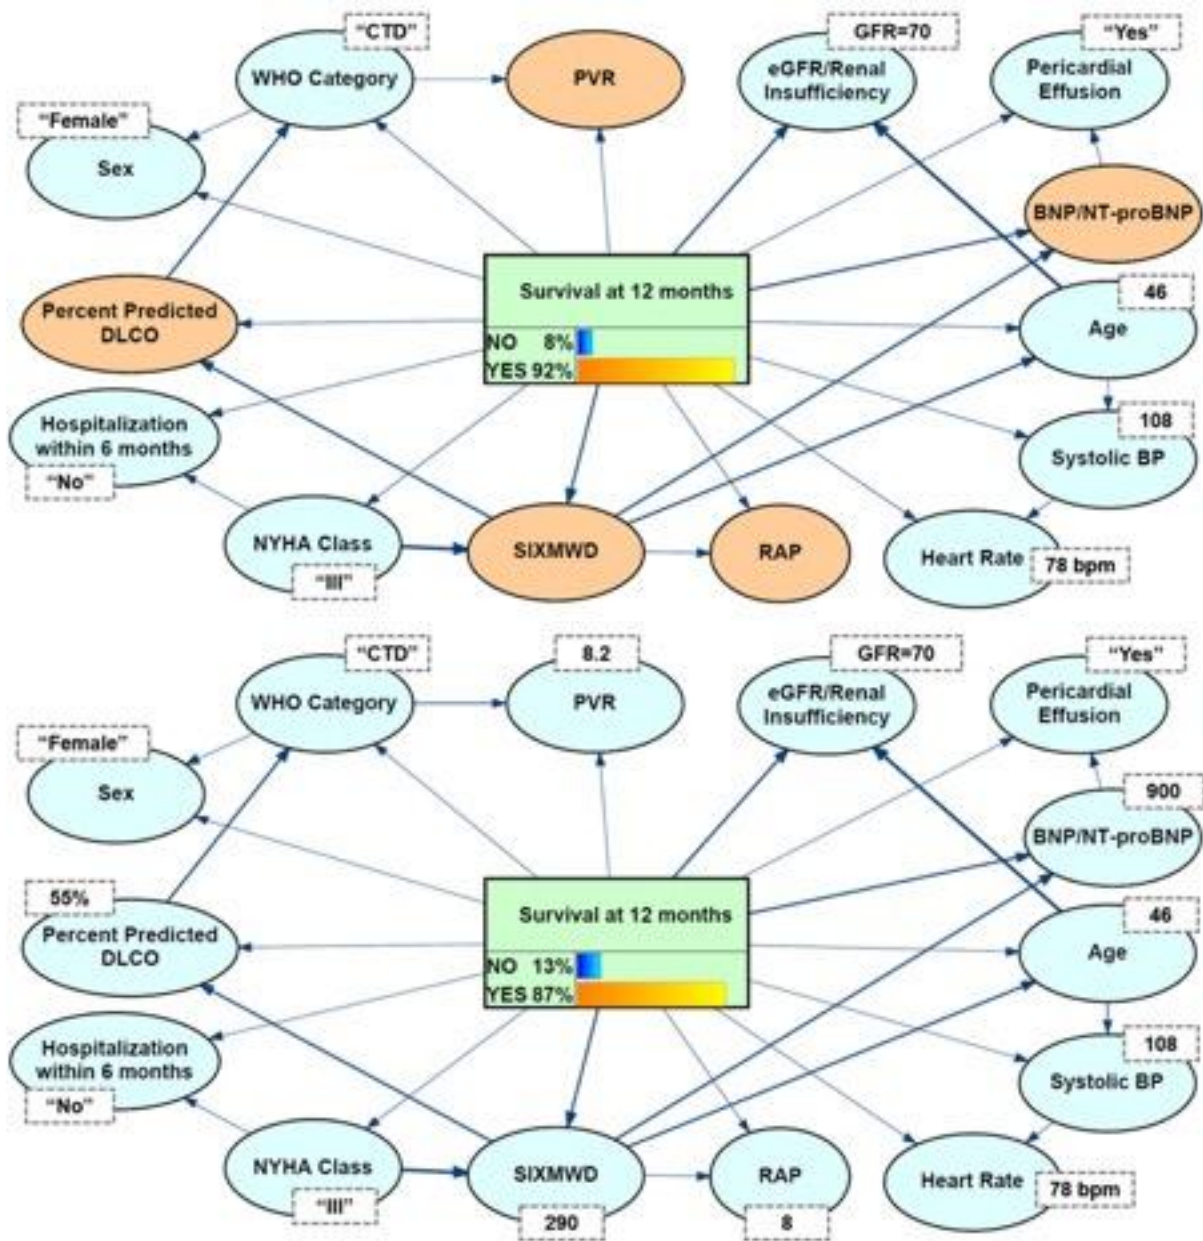 "CTD"
WHO Category
PVR
GFR=70
eGFR/Renal
Insufficiency
"Yes"
Pericardial
Effusion
"Female"
Sex
BNP/NT-proBNP
Survival at 12 months
NO 8%
YES 92%
Percent Predicted
DLCO
46
Age
Hospitalization
within 6 months
"No"
108
Systolic BP
NYHA Class
"III"
SIXMWD
RAP
Heart Rate
78 bpm
"CTD"
WHO Category
8.2
PVR
GFR=70
eGFR/Renal
Insufficiency
"Yes"
Pericardial
Effusion
"Female"
Sex
900
BNP/NT-proBNP
Survival at 12 months
NO 13%
YES 87%
55%
Percent Predicted
DLCO
46
Age
Hospitalization
within 6 months
"No"
108
Systolic BP
NYHA Class
"III"
SIXMWD
290
RAP
8
Heart Rate
78 bpm